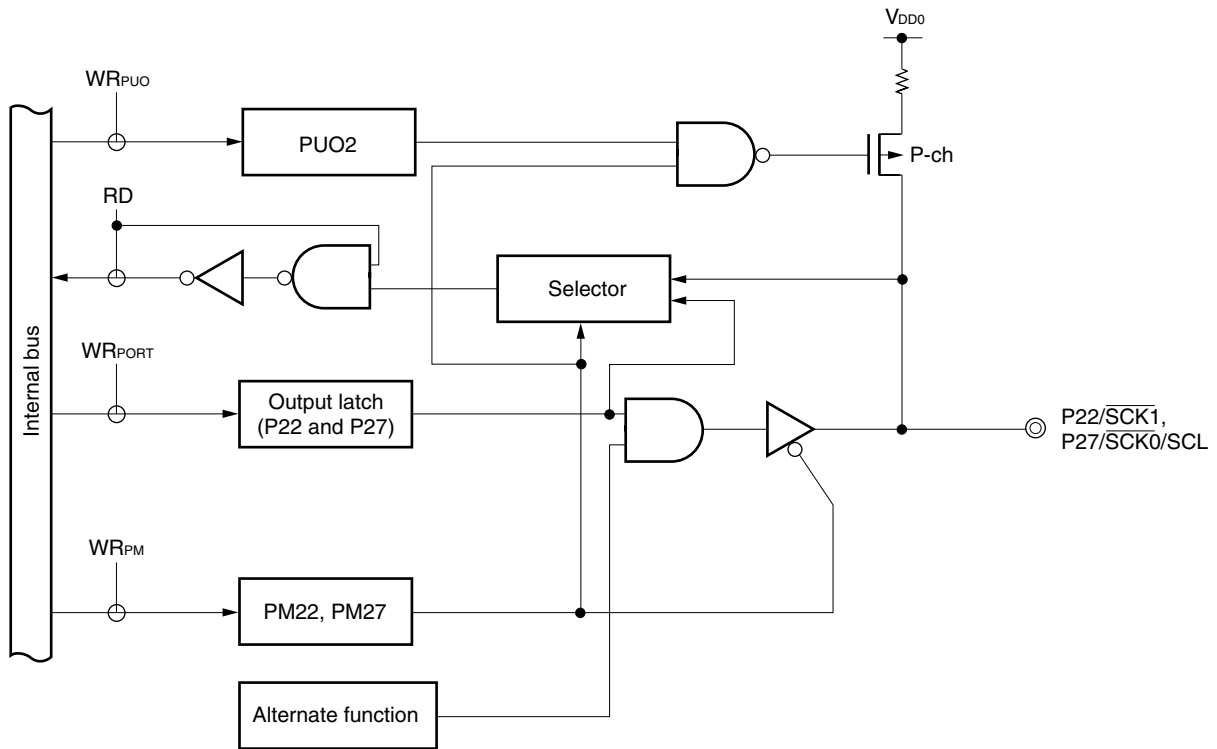 VDD0
WRPUO
PUO2
P-ch
RD
Selector
Internal bus
WRPORT
Output latch
(P22 and P27)
P22/SCK1,
P27/SCK0/SCL
WRPM
PM22, PM27
Alternate function